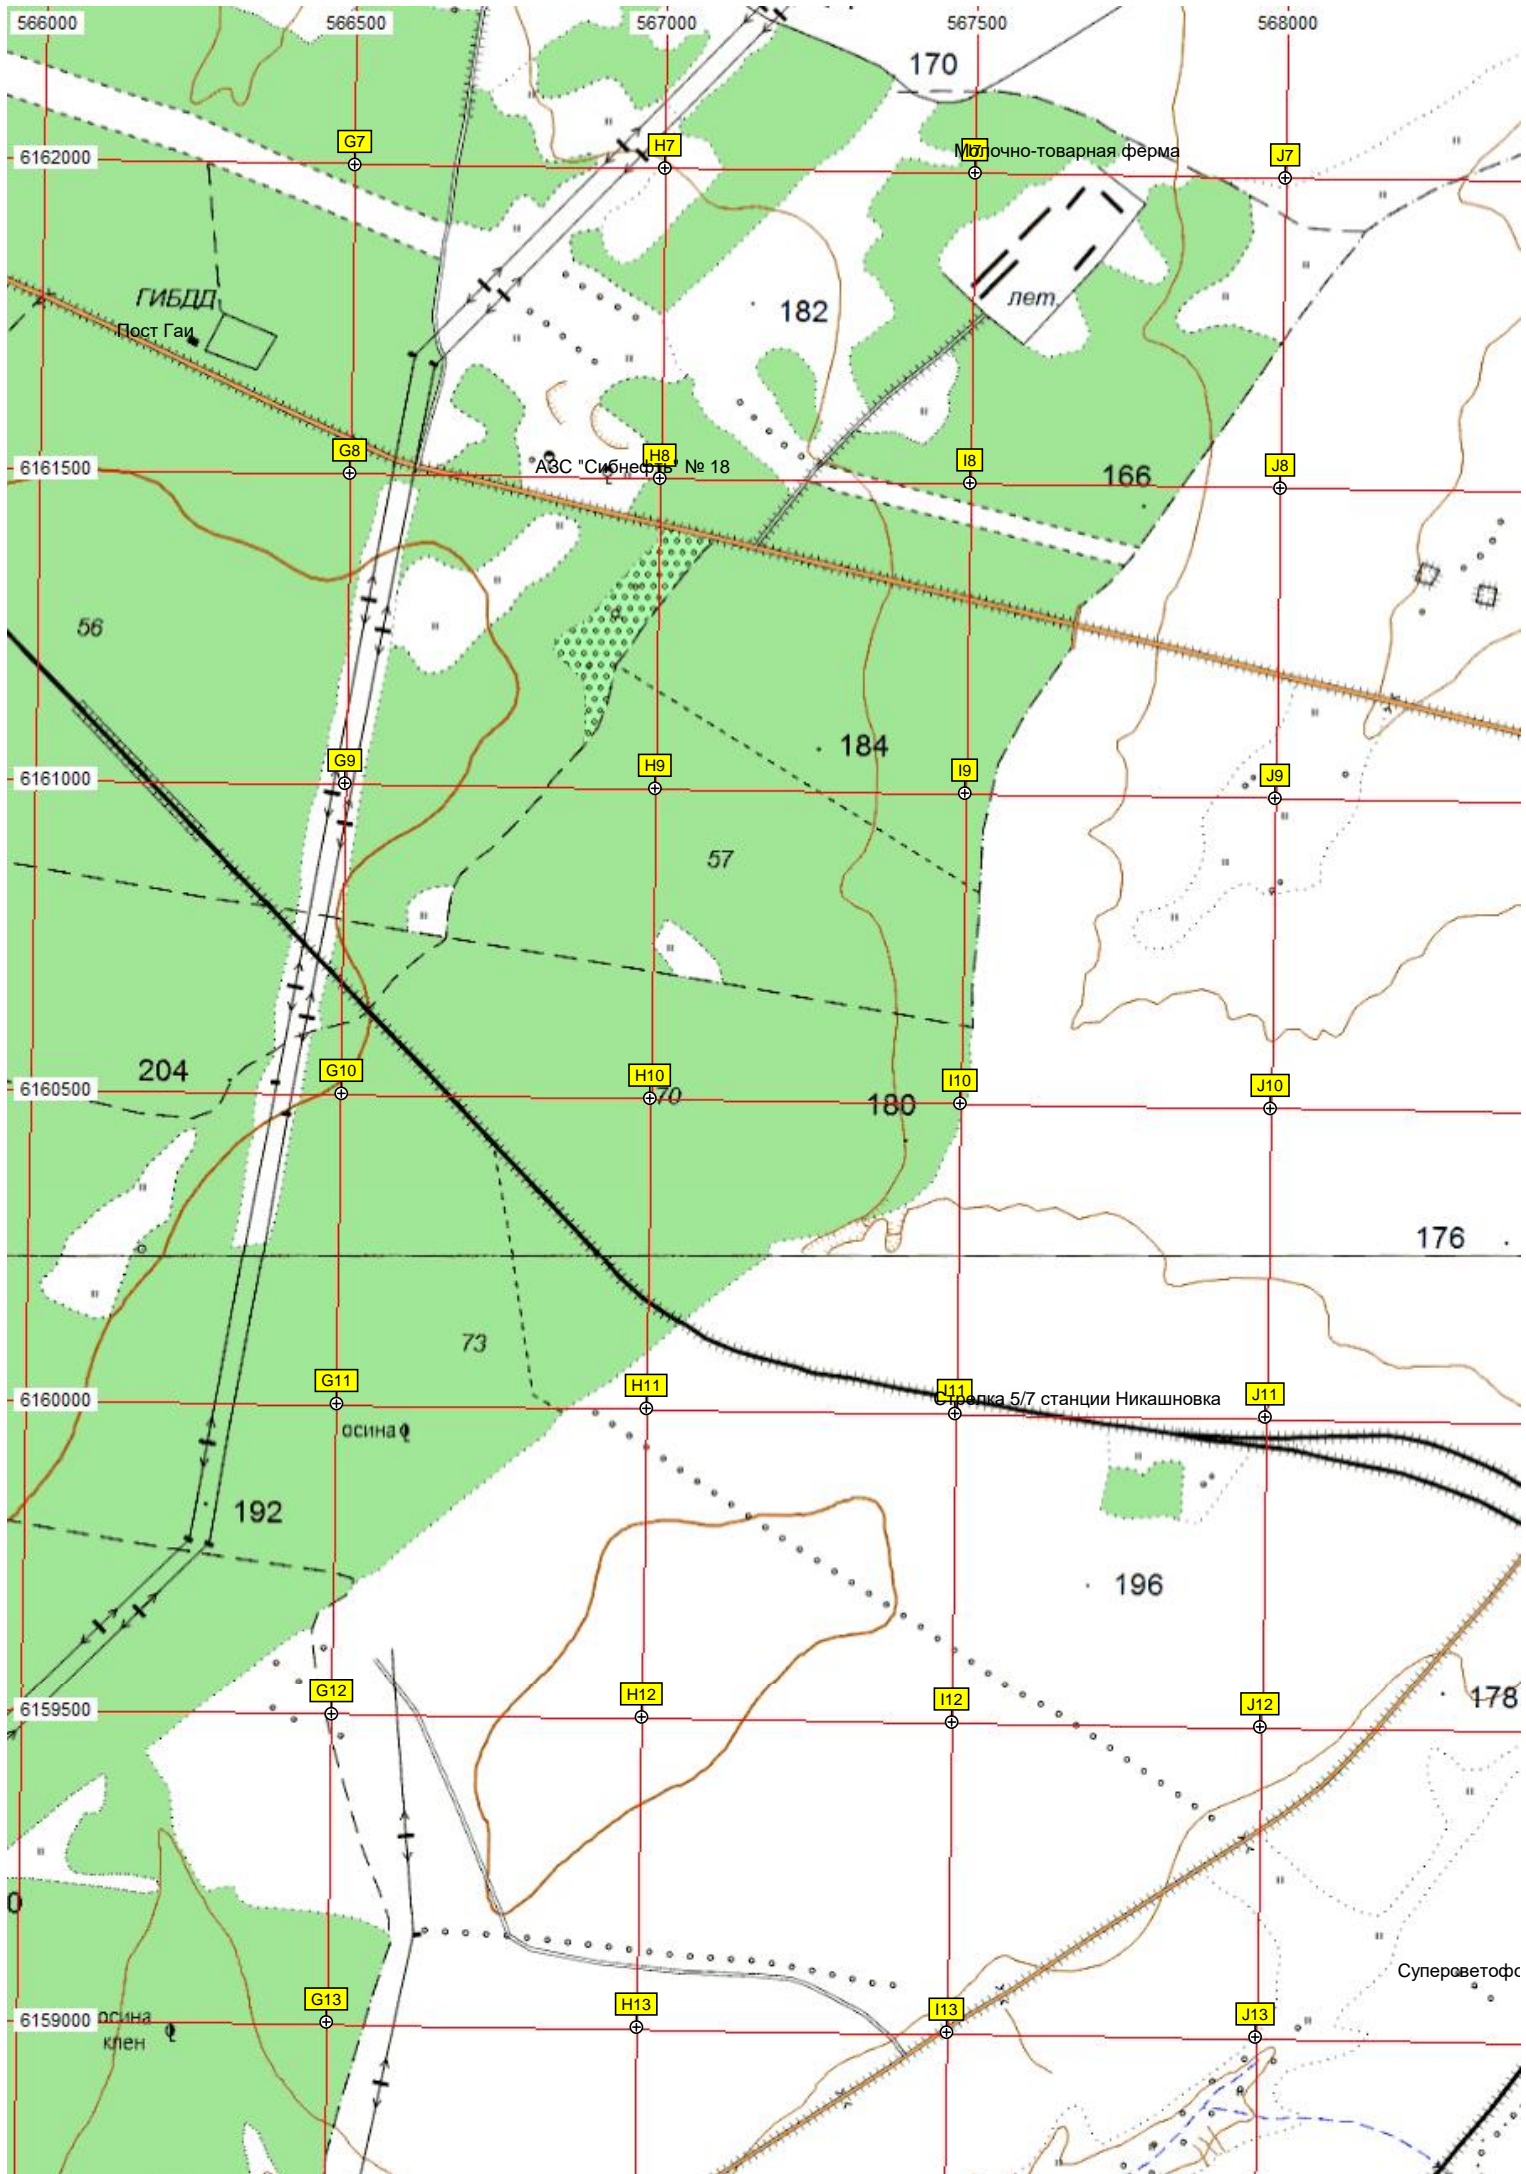 566000 566500 567000 567500 568000
170
G7 H7 J7
Молочно-товарная ферма
6162000
ГИБДД
182
лет.
Пост Гаи
G8 H8 I8 J8
6161500
АЗС "Сибнефть" № 18
166
56
184
G9 H9 I9 J9
6161000
57
204
G10 H10 I10 J10
6160500
70
180
176
73
G11 H11 I11 J11
6160000
Стрелка 5/7 станции Никашновка
осина
192
196
G12 H12 I12 J12
6159500
178
0
Суперсветофо
G13 H13 I13 J13
6159000
осина
клен